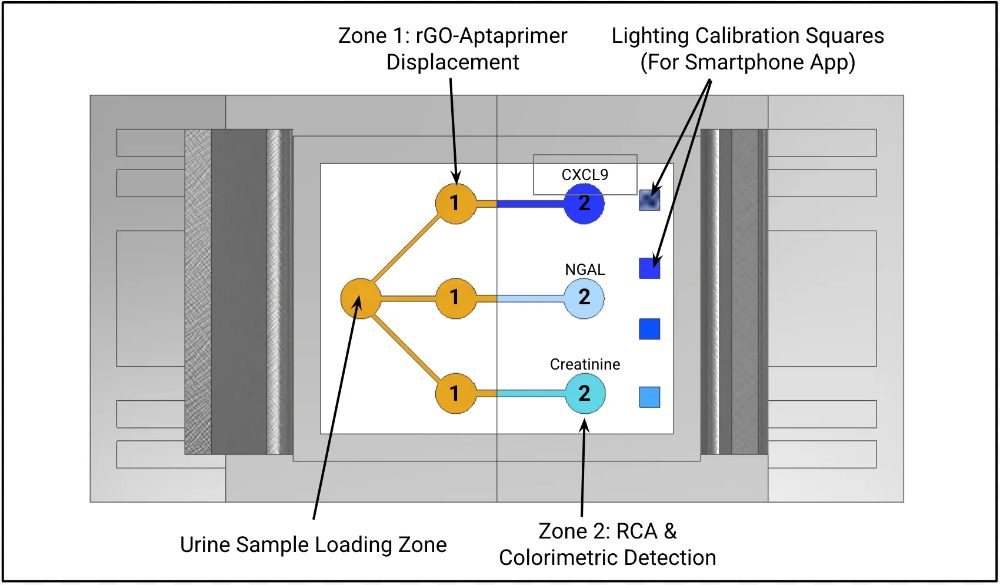 Zone 1: rGO-Aptaprimer
Displacement
Lighting Calibration Squares
(For Smartphone App)
CXCL9
1
2
NGAL
1
2
Creatinine
1
2
Urine Sample Loading Zone
Zone 2: RCA &
Colorimetric Detection